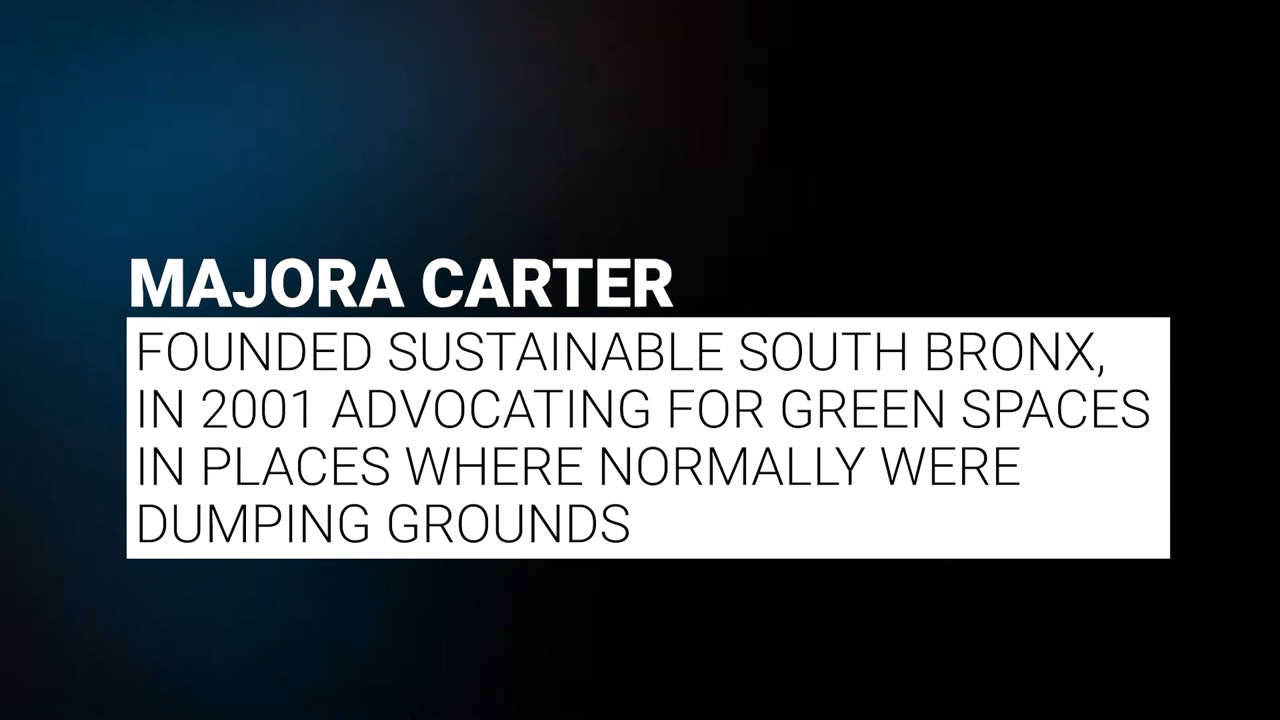 MAJORA CARTER
FOUNDED SUSTAINABLE SOUTH BRONX,
IN 2001 ADVOCATING FOR GREEN SPACES
IN PLACES WHERE NORMALLY WERE
DUMPING GROUNDS